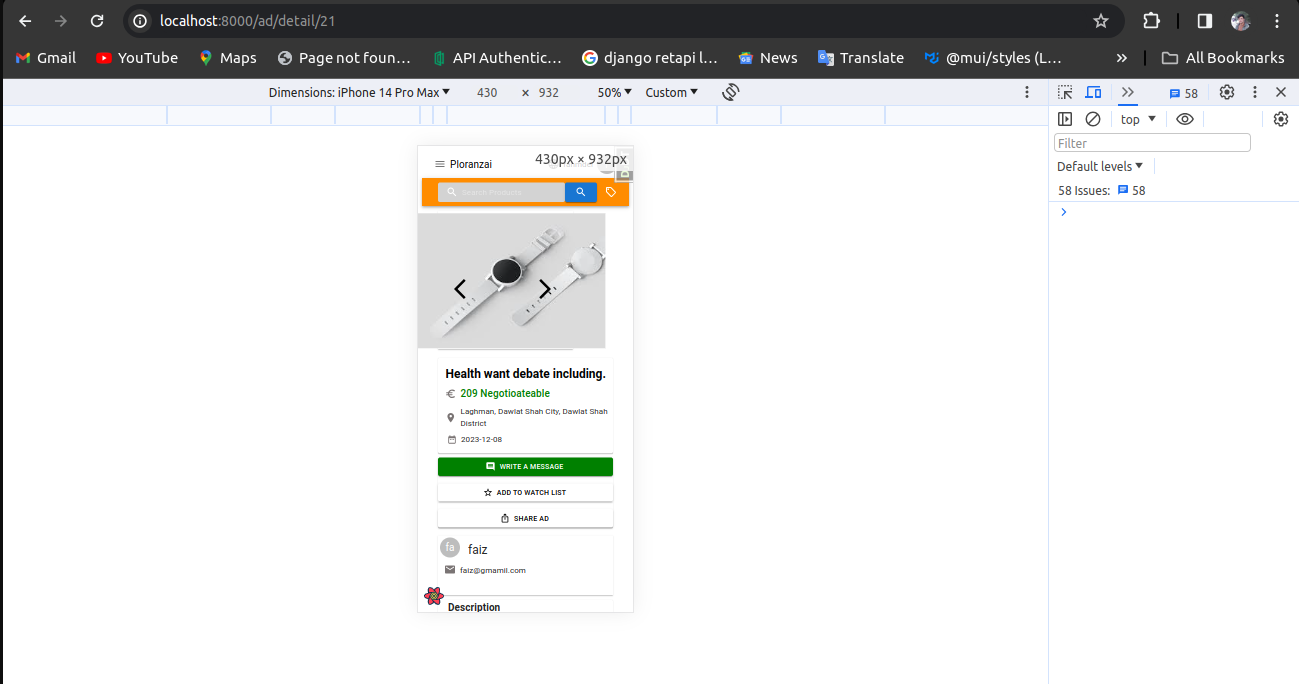 localhost:8000/ad/detail/21
Gmail YouTube Maps Page not foun… API Authentic… django retapi l… News Translate @mui/styles (L… » All Bookmarks
Dimensions: iPhone 14 Pro Max 430 × 932 50% Custom
58
top
Filter
Default levels
58 Issues: 58
Ploranzai
430px × 932px
Search Products
Health want debate including.
209 Negotioateable
Laghman, Dawlat Shah City, Dawlat Shah
District
2023-12-08
WRITE A MESSAGE
ADD TO WATCH LIST
SHARE AD
fa faiz
faiz@gmamil.com
Description